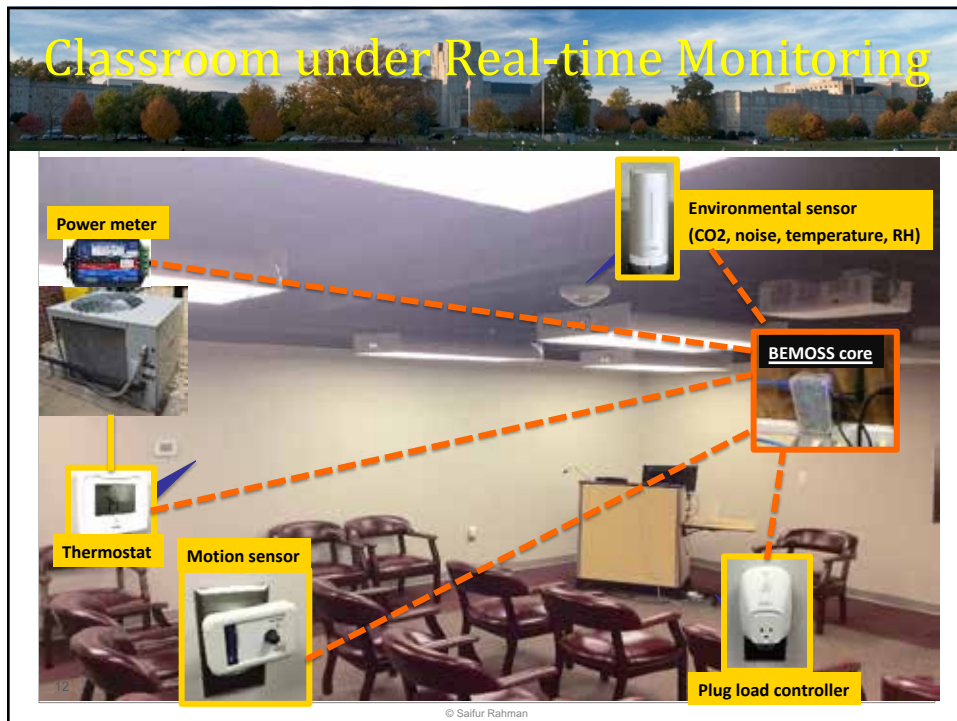 Classroom under Real-time Monitoring
Power meter
Environmental sensor
(CO2, noise, temperature, RH)
BEMOSS core
Thermostat
Motion sensor
Plug load controller
12
© Saifur Rahman